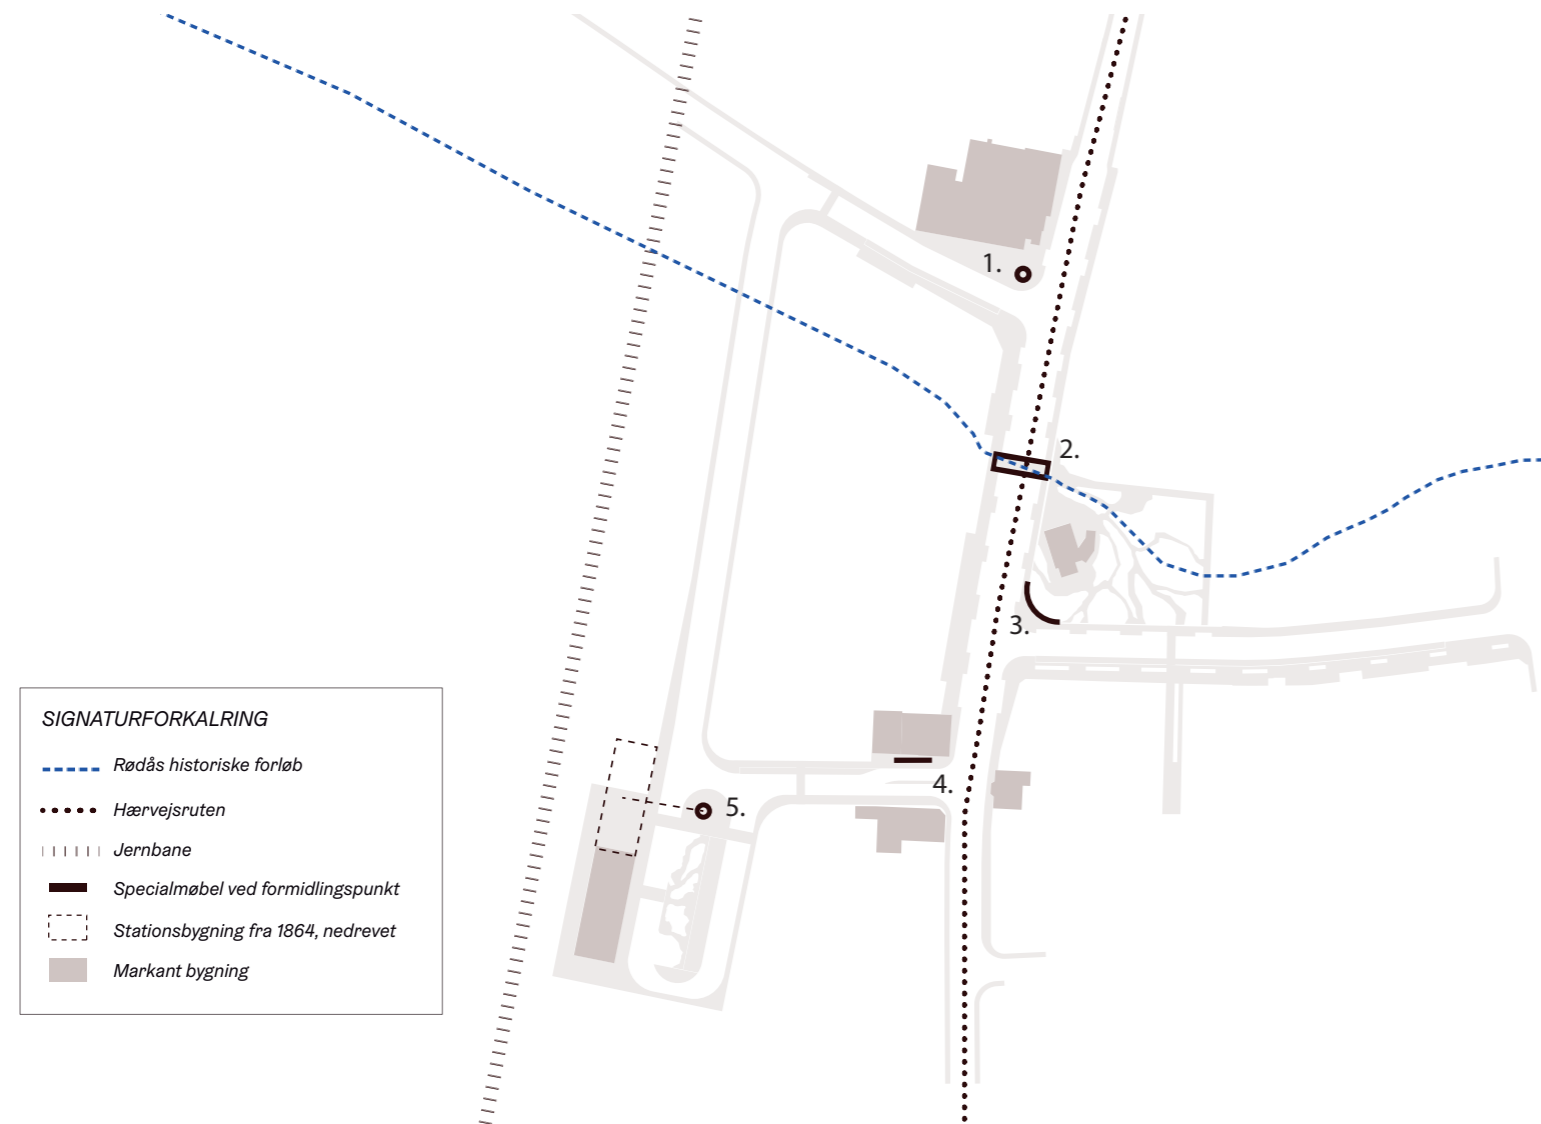 1.
2.
3.
4.
5.
SIGNATURFORKALRING
Rødås historiske forløb
Hærvejsruten
Jernbane
Specialmøbel ved formidlingspunkt
Stationsbygning fra 1864, nedrevet
Markant bygning